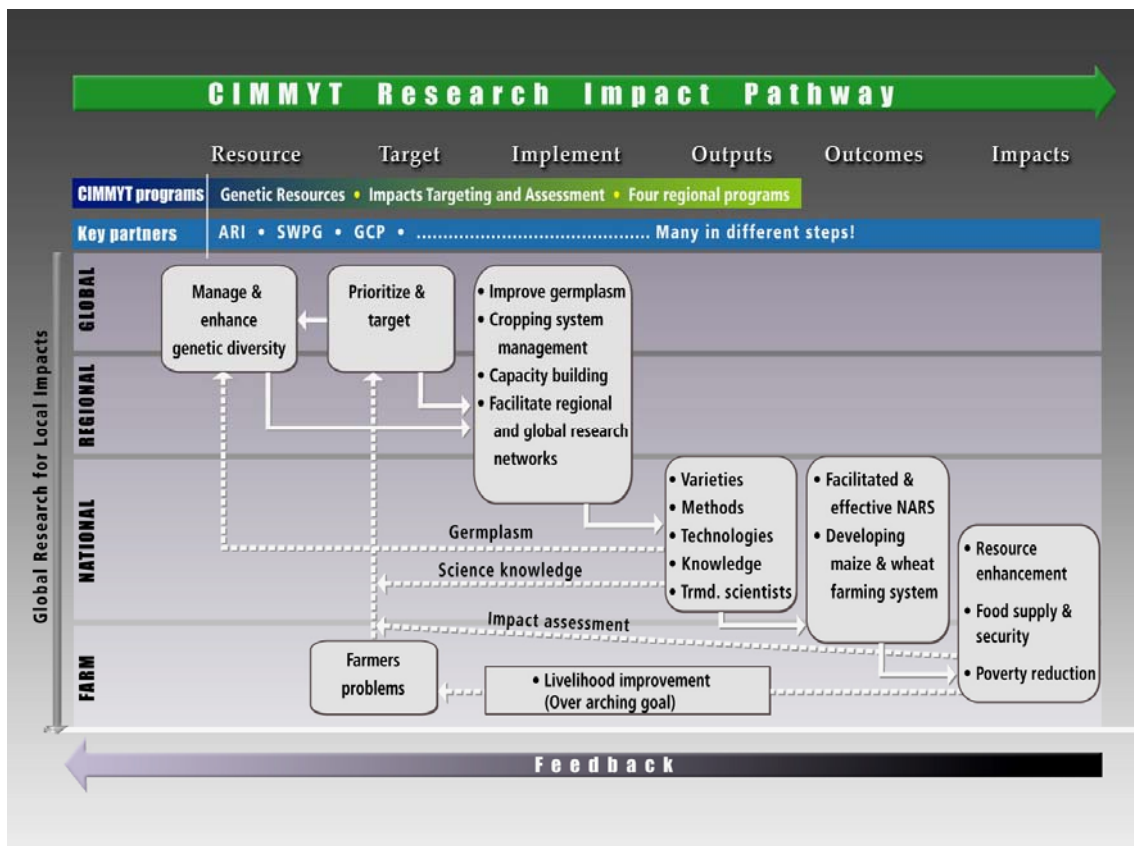 CIMMYT Research Impact Pathway
Resource Target Implement Outputs Outcomes Impacts
CIMMYT programs Genetic Resources • Impacts Targeting and Assessment • Four regional programs
Key partners ARI • SWPG • GCP • ............................................. Many in different steps!
Global Research for Local Impacts
GLOBAL
REGIONAL
NATIONAL
FARM
Manage &
enhance
genetic diversity
Prioritize &
target
• Improve germplasm
• Cropping system
management
• Capacity building
• Facilitate regional
and global research
networks
• Varieties
• Methods
• Technologies
• Knowledge
• Trmd. scientists
• Facilitated &
effective NARS
• Developing
maize & wheat
farming system
• Resource
enhancement
• Food supply &
security
• Poverty reduction
Germplasm
Science knowledge
Impact assessment
Farmers
problems
• Livelihood improvement
(Over arching goal)
Feedback